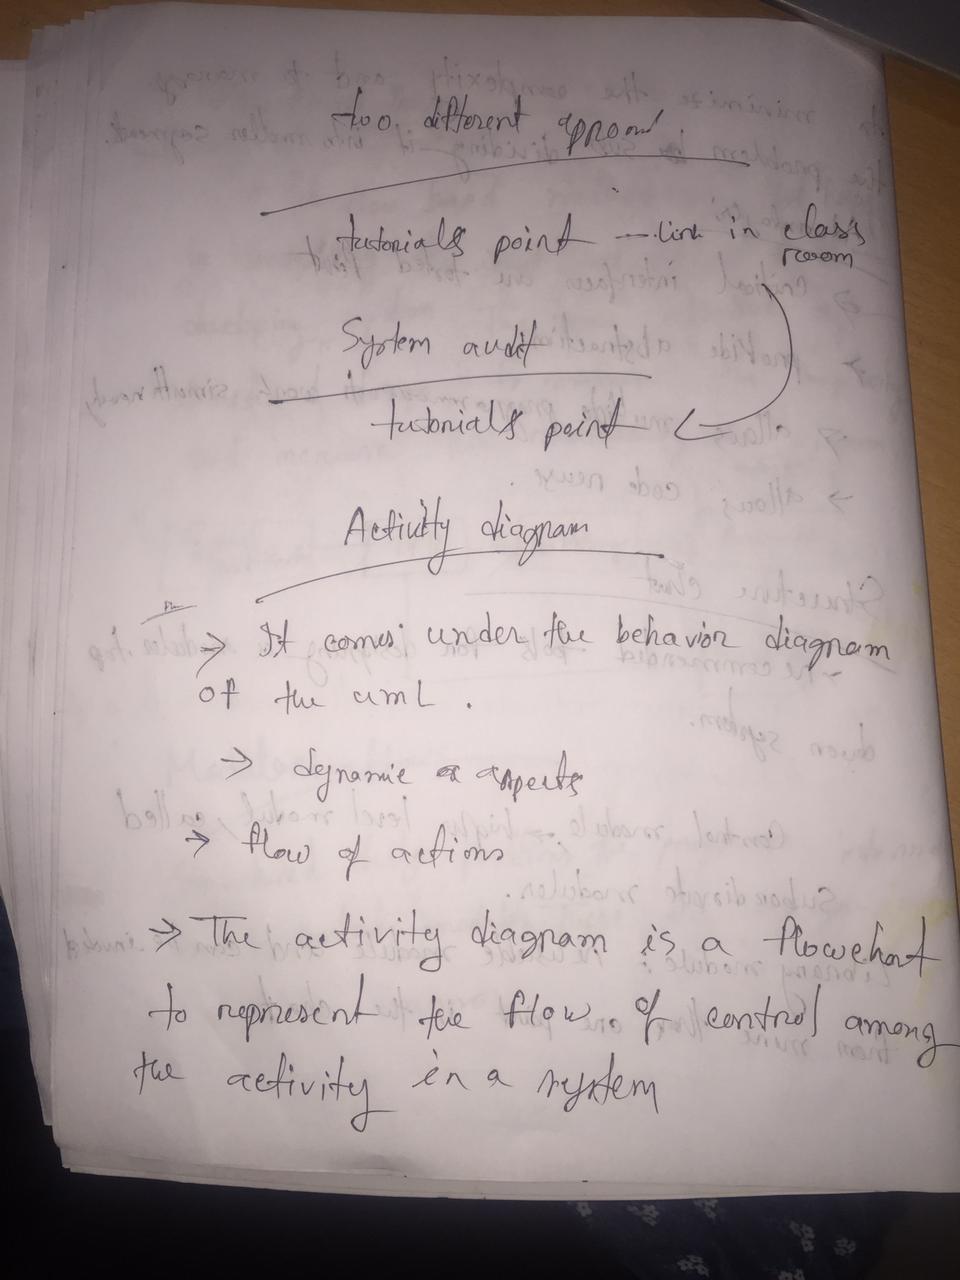 too different approach
tutorials point — link in class
room
System audit
tutorials point
Activity diagram
→ It comes under the behavior diagram
of the UML.
→ dynamic aspects
→ flow of actions
→ The activity diagram is a flowchart
to represent the flow of control among
the activity in a system